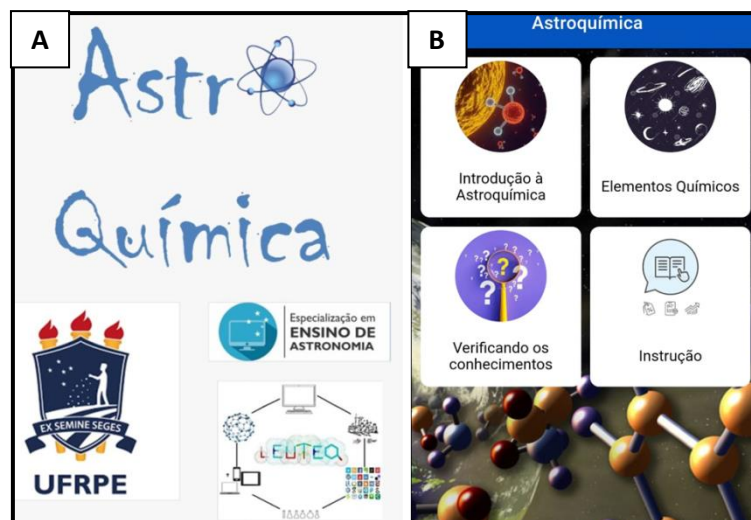 A
Astro
Química
EX SEMINE SEGES
UFRPE
Especialização em
ENSINO DE
ASTRONOMIA
LEUTEQ
B
Astroquímica
Introdução à
Astroquímica
Elementos Químicos
Verificando os
conhecimentos
Instrução